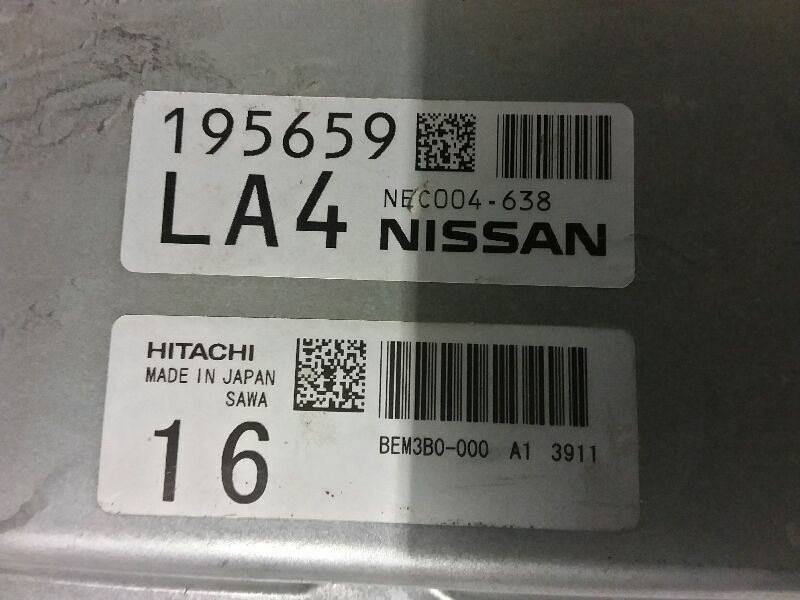 195659
LA4
NEC004-638
NISSAN
HITACHI
MADE IN JAPAN
SAWA
16
BEM3B0-000 A1 3911